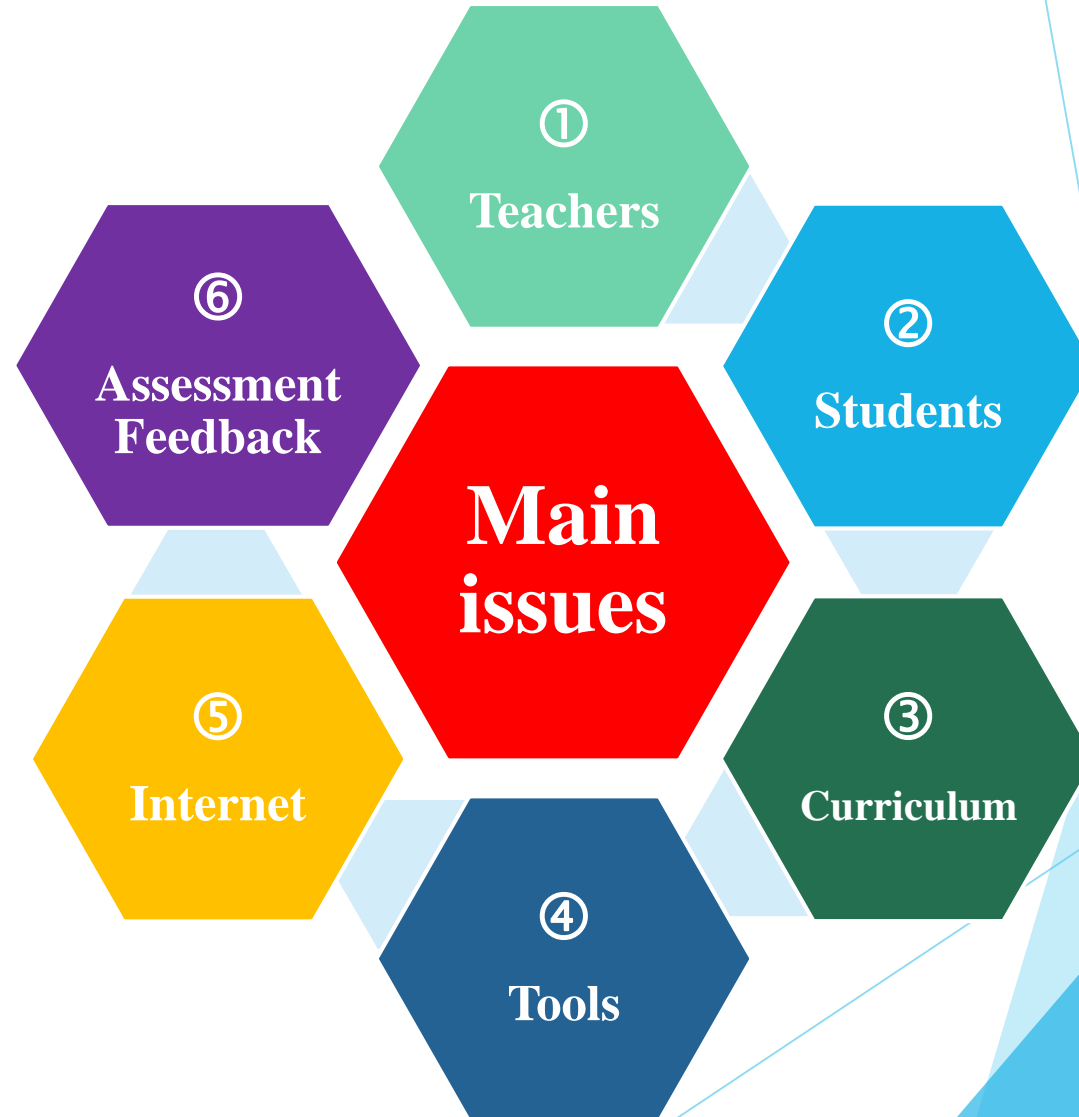 ①
Teachers
②
Students
③
Curriculum
④
Tools
⑤
Internet
⑥
Assessment
Feedback
Main
issues